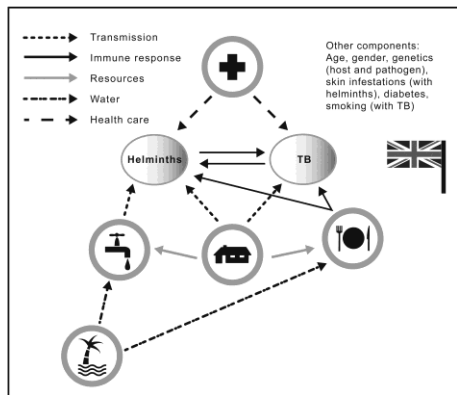 Transmission
Immune response
Resources
Water
Health care
Other components:
Age, gender, genetics
(host and pathogen),
skin infestations (with
helminths), diabetes,
smoking (with TB)
Helminths
TB